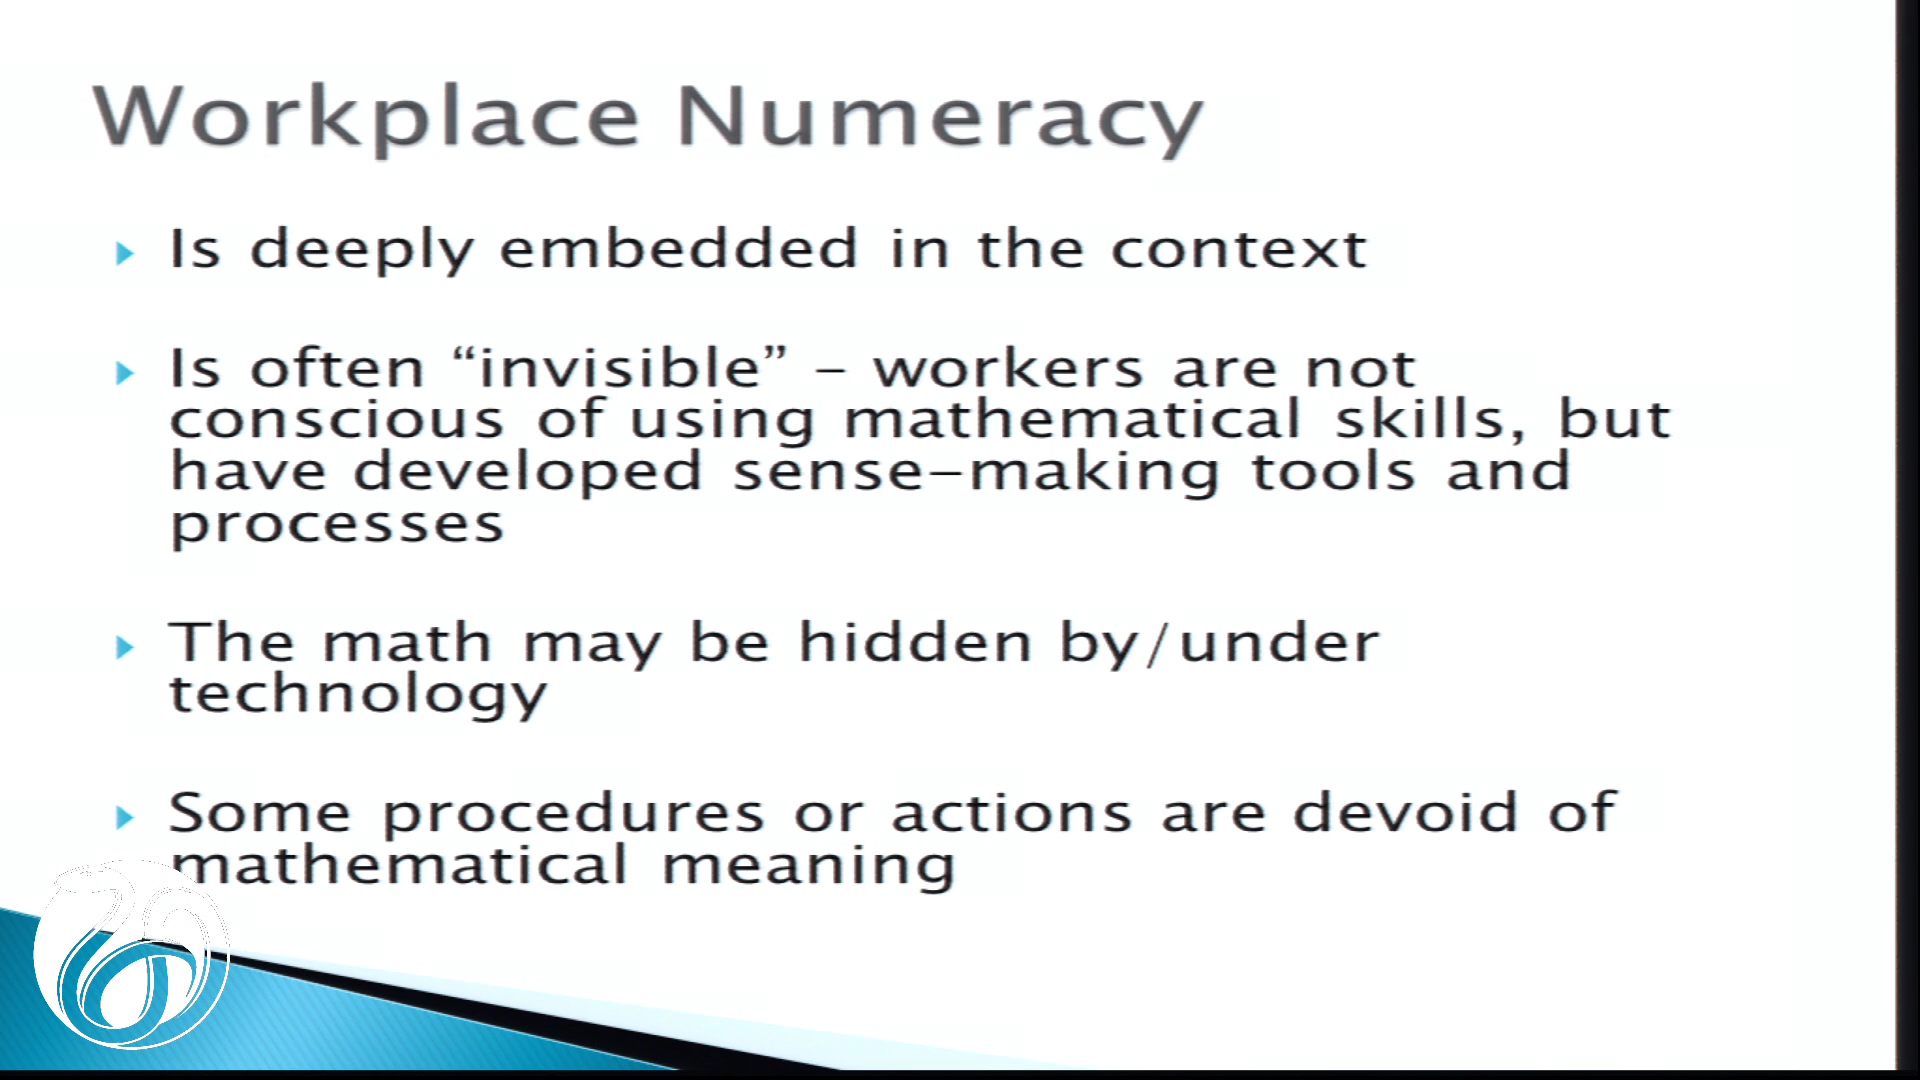 Workplace Numeracy
Is deeply embedded in the context
Is often “invisible” – workers are not
conscious of using mathematical skills, but
have developed sense-making tools and
processes
The math may be hidden by/under
technology
Some procedures or actions are devoid of
mathematical meaning